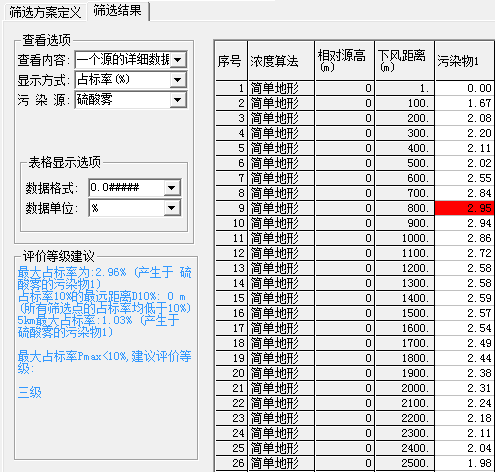 筛选方案定义 筛选结果
查看选项
查看内容: 一个源的详细数据
显示方式: 占标率(%)
污 染 源: 硫酸雾
表格显示选项
数据格式: 0.0#####
数据单位: %
评价等级建议
最大占标率为:2.96% (产生于 硫
酸雾的污染物1)
占标率10%的最远距离D10%: 0 m
(所有筛选点的占标率均低于10%)
5km最大占标率:1.03% (产生于
硫酸雾的污染物1)
最大占标率Pmax<10%,建议评价等
级:
三级
序号 浓度算法 相对源高(m) 下风距离(m) 污染物1
1 简单地形 0 1. 0.00
2 简单地形 0 100. 1.67
3 简单地形 0 200. 2.08
4 简单地形 0 300. 2.20
5 简单地形 0 400. 2.11
6 简单地形 0 500. 2.02
7 简单地形 0 600. 2.55
8 简单地形 0 700. 2.84
9 简单地形 0 800. 2.95
10 简单地形 0 900. 2.94
11 简单地形 0 1000. 2.86
12 简单地形 0 1100. 2.72
13 简单地形 0 1200. 2.58
14 简单地形 0 1300. 2.58
15 简单地形 0 1400. 2.59
16 简单地形 0 1500. 2.57
17 简单地形 0 1600. 2.54
18 简单地形 0 1700. 2.49
19 简单地形 0 1800. 2.44
20 简单地形 0 1900. 2.38
21 简单地形 0 2000. 2.31
22 简单地形 0 2100. 2.24
23 简单地形 0 2200. 2.18
24 简单地形 0 2300. 2.11
25 简单地形 0 2400. 2.04
26 简单地形 0 2500. 1.98